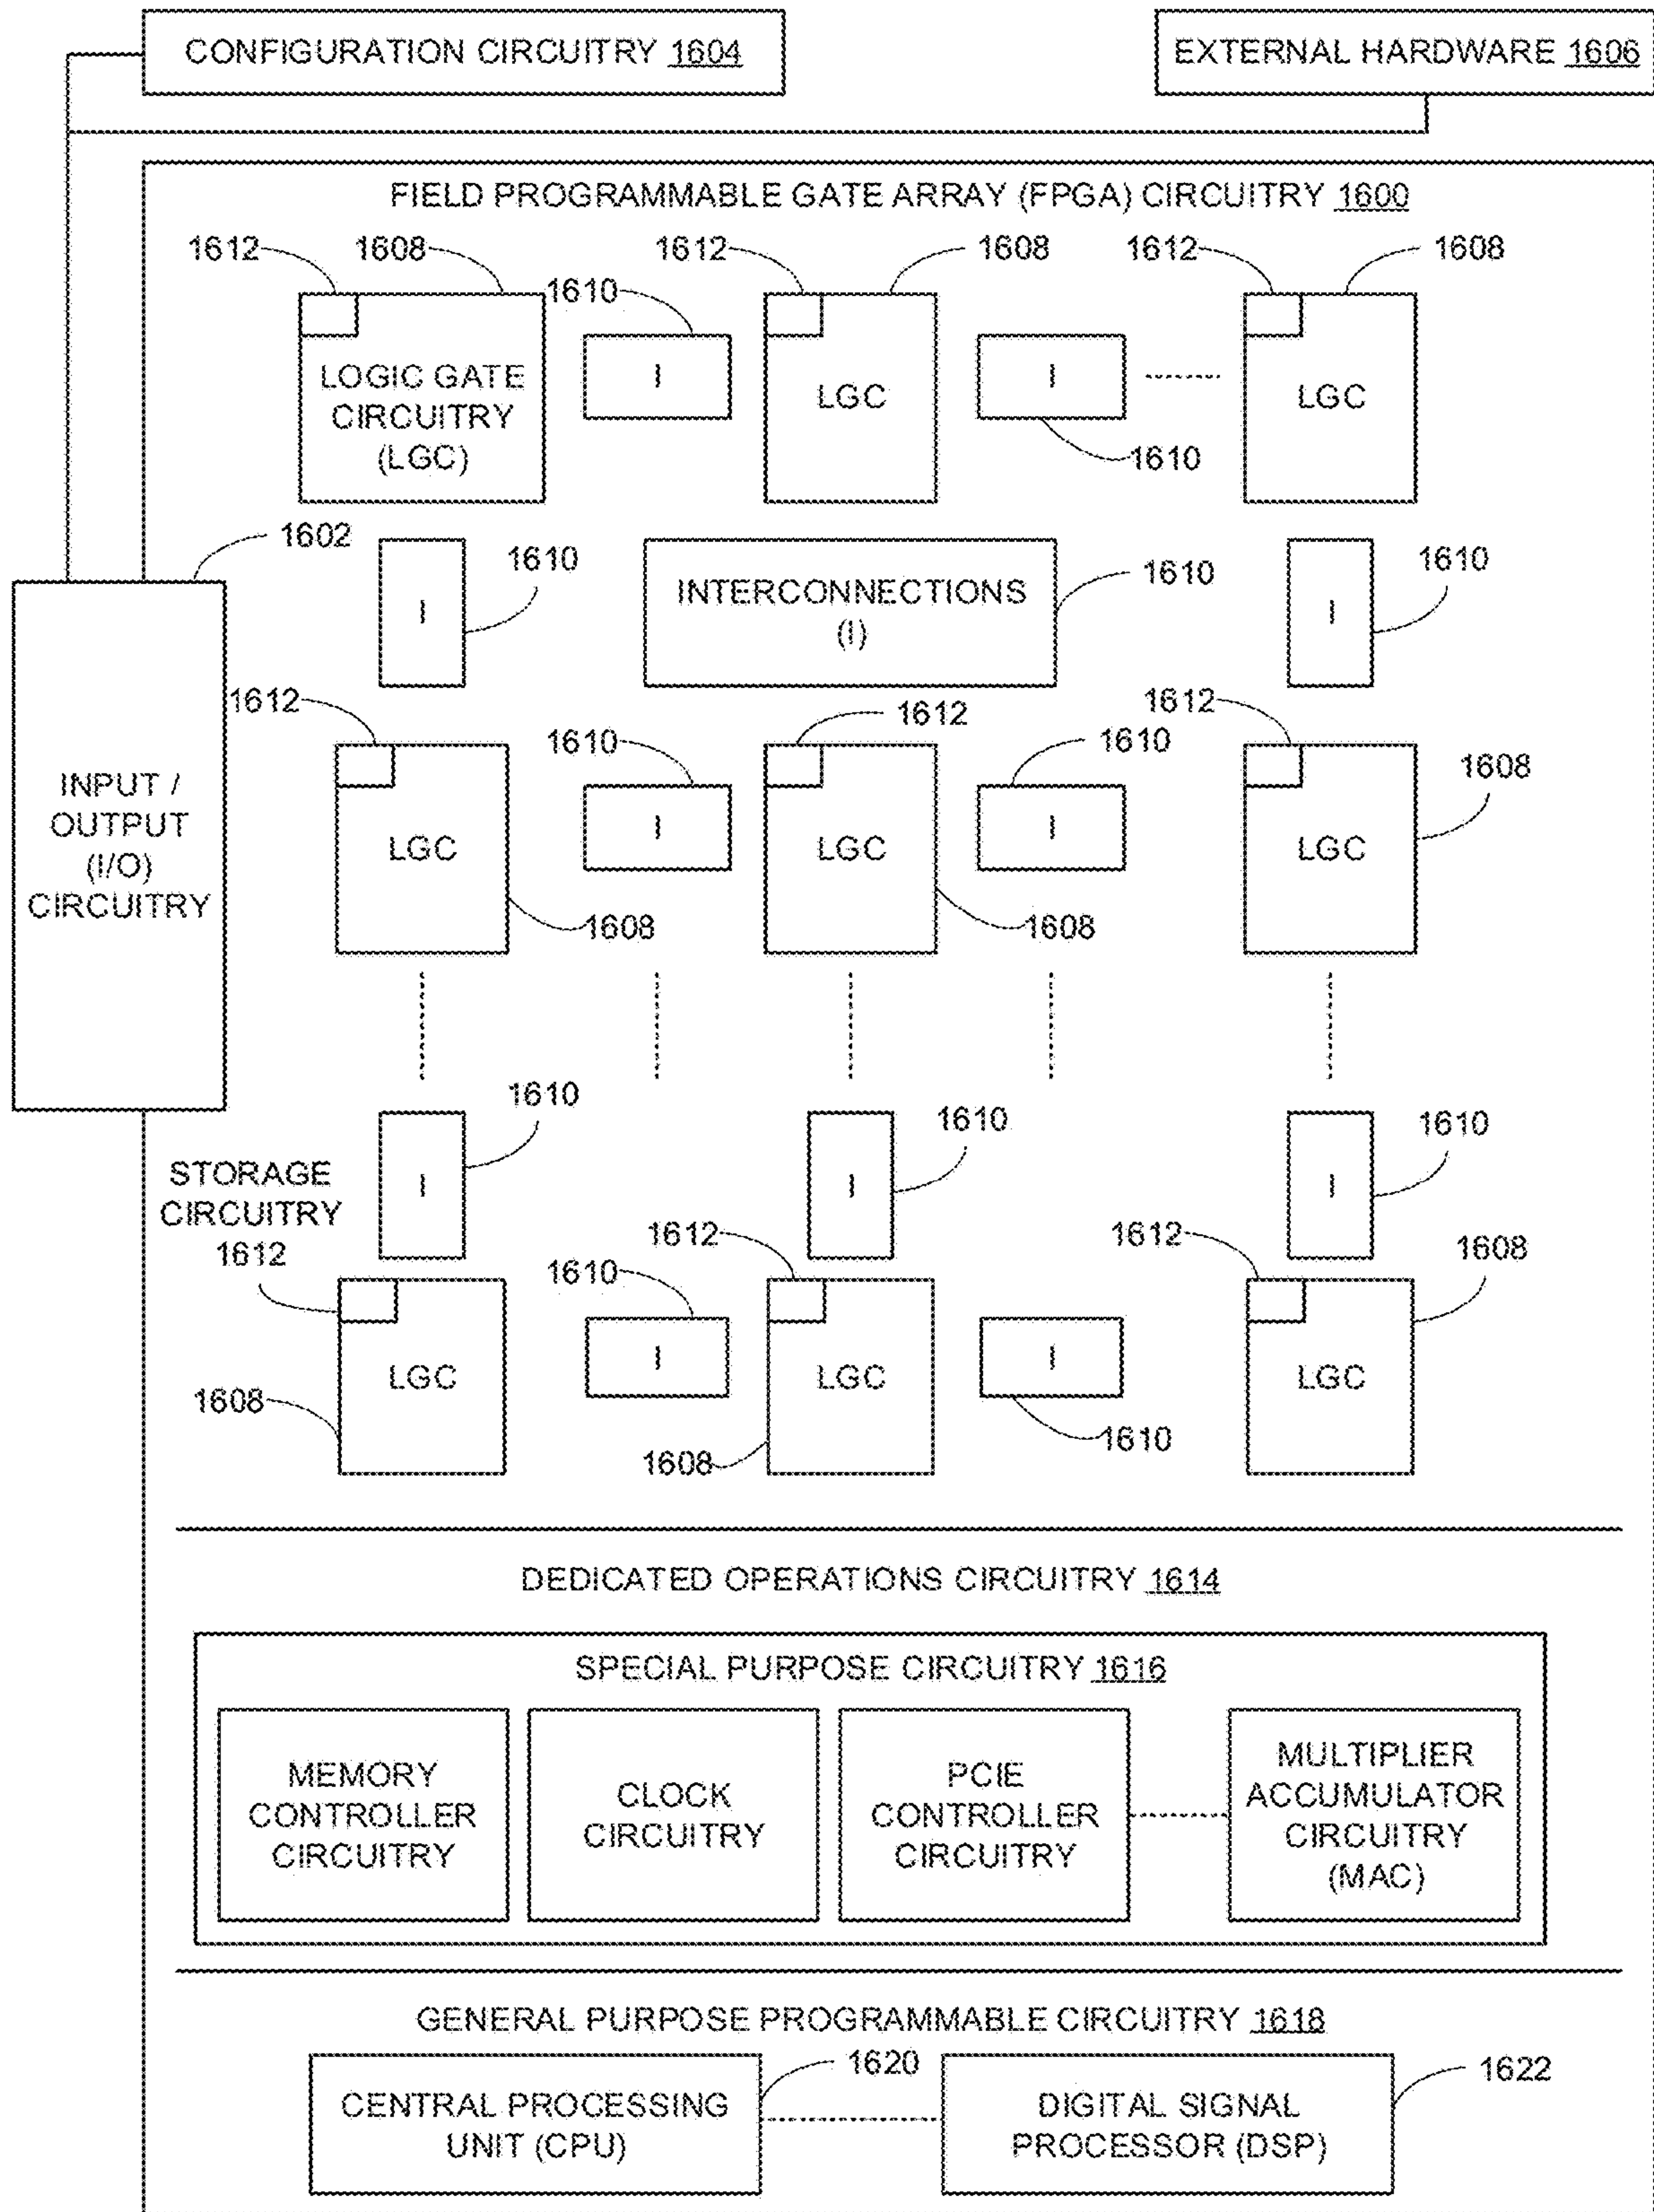 CONFIGURATION CIRCUITRY 1604
EXTERNAL HARDWARE 1606
FIELD PROGRAMMABLE GATE ARRAY (FPGA) CIRCUITRY 1600
1612
1608
1612
1608
1612
1608
1610
LOGIC GATE
CIRCUITRY
(LGC)
I
LGC
I
LGC
1610
1602
1610
1610
1610
I
INTERCONNECTIONS
(I)
I
1612
1612
1612
1610
1610
1608
INPUT /
OUTPUT
(I/O)
CIRCUITRY
LGC
I
LGC
I
LGC
1608
1608
1610
1610
1610
STORAGE
CIRCUITRY
1612
I
I
I
1612
1612
1608
1610
LGC
I
LGC
I
LGC
1608
1608
1610
DEDICATED OPERATIONS CIRCUITRY 1614
SPECIAL PURPOSE CIRCUITRY 1616
MEMORY
CONTROLLER
CIRCUITRY
CLOCK
CIRCUITRY
PCIE
CONTROLLER
CIRCUITRY
MULTIPLIER
ACCUMULATOR
CIRCUITRY
(MAC)
GENERAL PURPOSE PROGRAMMABLE CIRCUITRY 1618
1620
1622
CENTRAL PROCESSING
UNIT (CPU)
DIGITAL SIGNAL
PROCESSOR (DSP)